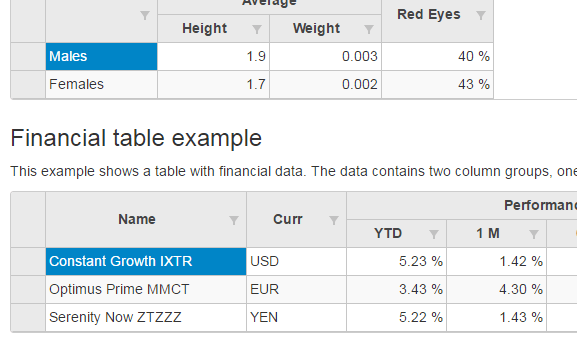 Average
Height Weight Red Eyes
Males 1.9 0.003 40 %
Females 1.7 0.002 43 %
Financial table example
This example shows a table with financial data. The data contains two column groups, one
Name Curr Performanc
YTD 1 M
Constant Growth IXTR USD 5.23 % 1.42 %
Optimus Prime MMCT EUR 3.43 % 4.30 %
Serenity Now ZTZZZ YEN 5.22 % 1.43 %